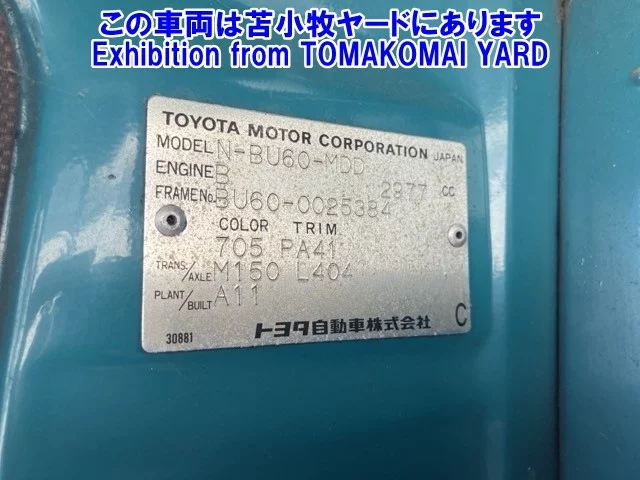 この車両は苫小牧ヤードにあります
Exhibition from TOMAKOMAI YARD
TOYOTA MOTOR CORPORATION JAPAN
MODEL N-BU60-MDD
ENGINE B 2977 CC
FRAME No. BU60-0025384
COLOR TRIM
705 PA41
TRANS./AXLE M150 L404
PLANT/BUILT A11
30881 トヨタ自動車株式会社 C